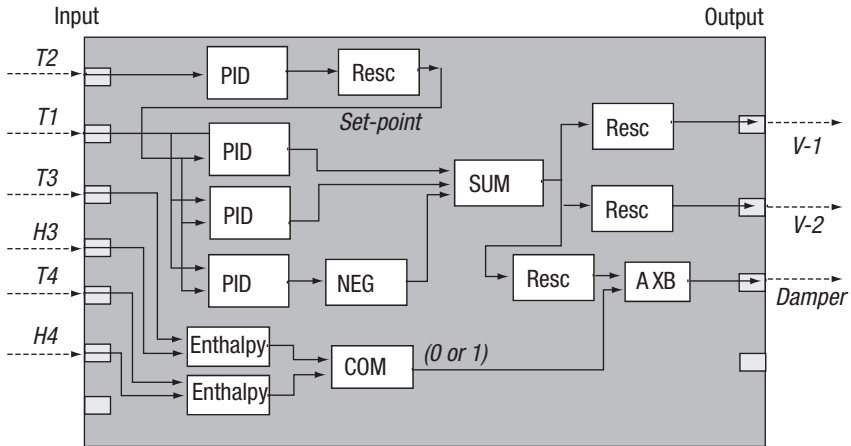 Input
Output
T2
PID
Resc
Set-point
T1
PID
Resc
V-1
T3
PID
SUM
Resc
V-2
H3
T4
PID
NEG
Resc
A XB
Damper
H4
Enthalpy
COM
(0 or 1)
Enthalpy